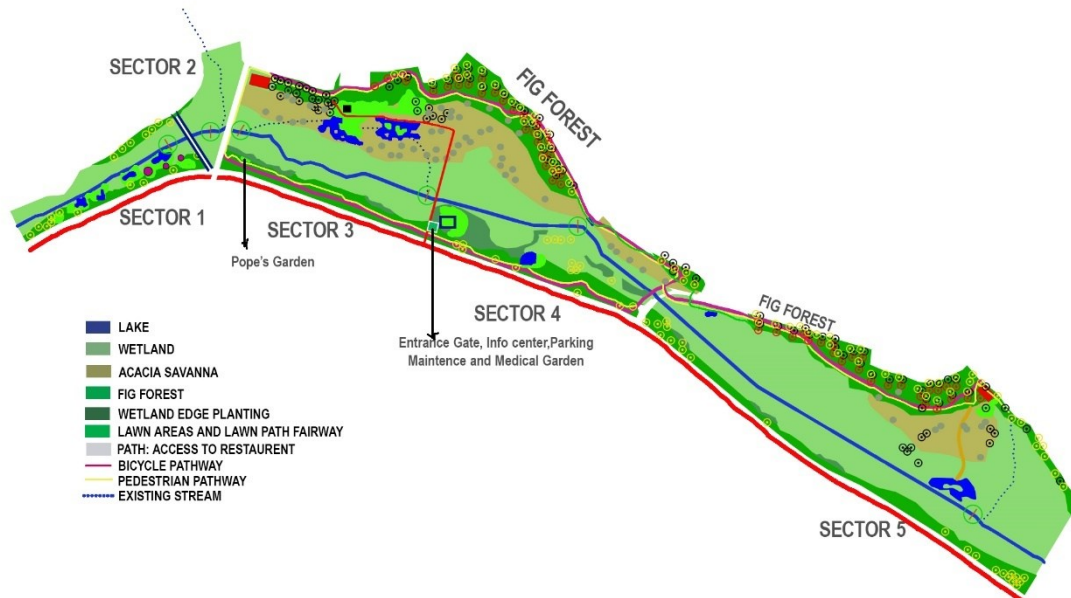 SECTOR 2
FIG FOREST
SECTOR 1
SECTOR 3
Pope's Garden
SECTOR 4
FIG FOREST
Entrance Gate, Info center,Parking
Maintence and Medical Garden
SECTOR 5
LAKE
WETLAND
ACACIA SAVANNA
FIG FOREST
WETLAND EDGE PLANTING
LAWN AREAS AND LAWN PATH FAIRWAY
PATH: ACCESS TO RESTAURENT
BICYCLE PATHWAY
PEDESTRIAN PATHWAY
EXISTING STREAM